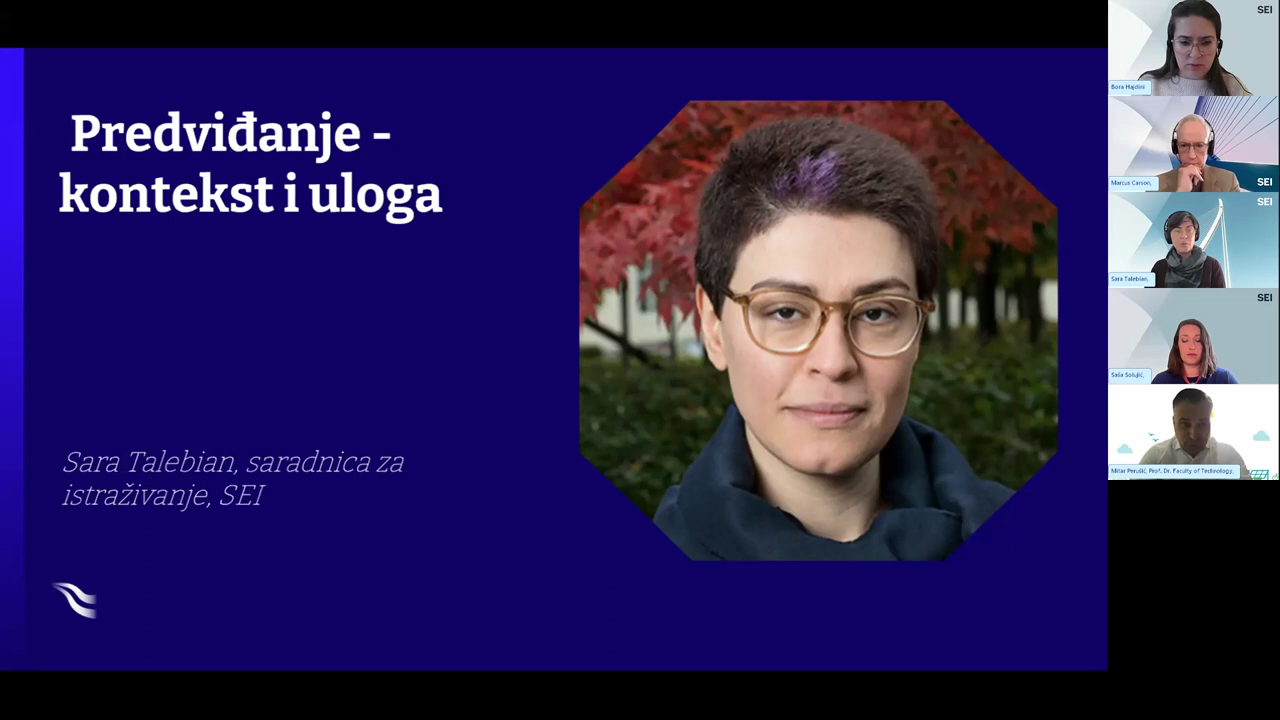 Predviđanje -
kontekst i uloga
Sara Talebian, saradnica za
istraživanje, SEI
SEI
Bora Hajdini
Marcus Carson,
SEI
SEI
Sara Talebian,
SEI
Saša Solujić,
Mitar Perušić, Prof. Dr. Faculty of Technology,